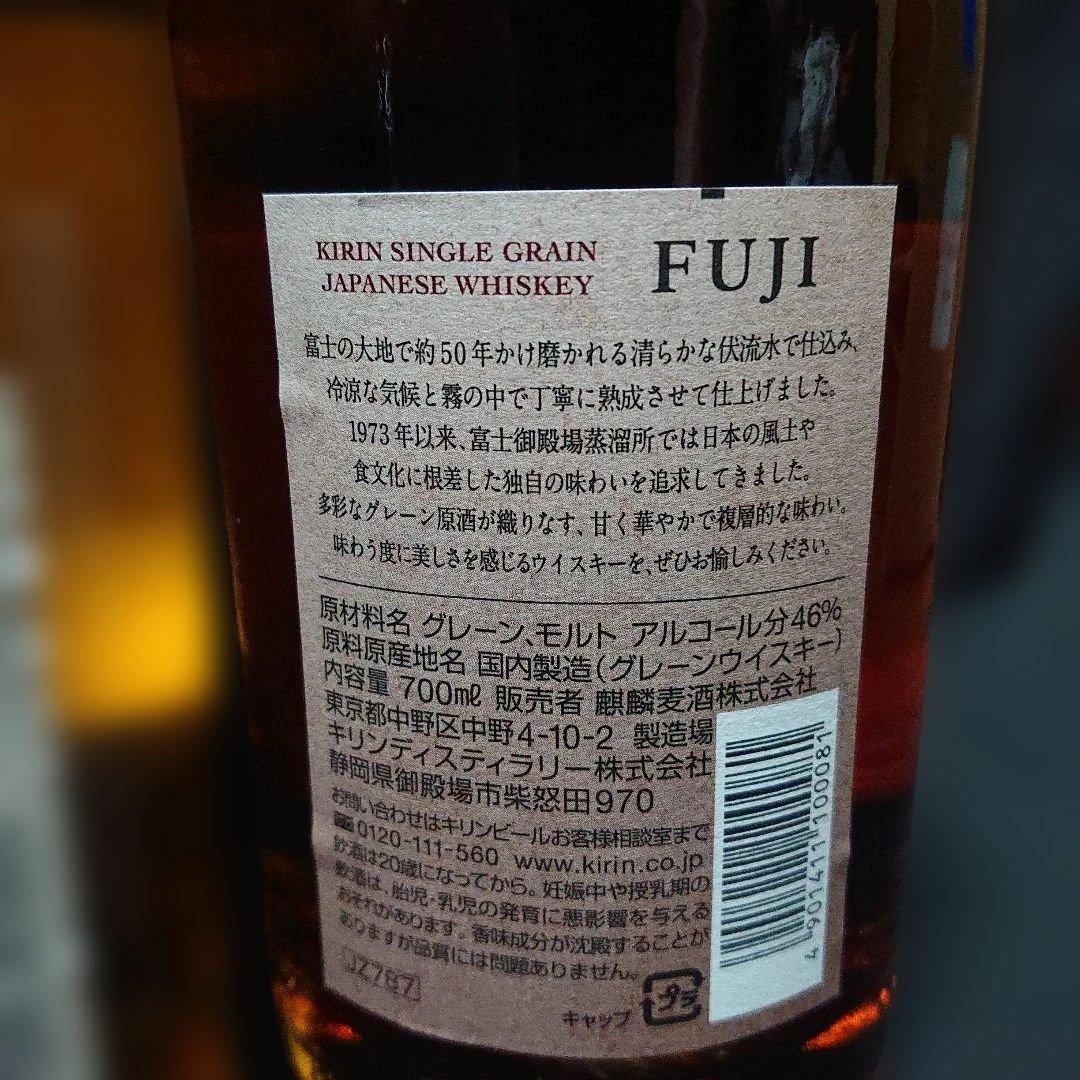 KIRIN SINGLE GRAIN
JAPANESE WHISKEY
FUJI
富士の大地で約50年かけ磨かれる清らかな伏流水で仕込み、
冷涼な気候と霧の中で丁寧に熟成させて仕上げました。
1973年以来、富士御殿場蒸溜所では日本の風土や
食文化に根差した独自の味わいを追求してきました。
多彩なグレーン原酒が織りなす、甘く華やかで複層的な味わい。
味わう度に美しさを感じるウイスキーを、ぜひお愉しみください。
原材料名 グレーン、モルト アルコール分46%
原料原産地名 国内製造(グレーンウイスキー)
内容量 700㎖ 販売者 麒麟麦酒株式会社
東京都中野区中野4-10-2 製造場
キリンディスティラリー株式会社
静岡県御殿場市柴怒田970
お問い合わせはキリンビールお客様相談室まで
0120-111-560 www.kirin.co.jp
飲酒は20歳になってから。妊娠中や授乳期の
飲酒は、胎児・乳児の発育に悪影響を与える
おそれがあります。香味成分が沈殿することが
ありますが品質には問題ありません。
JZ787
キャップ プラ
4 901411 100081